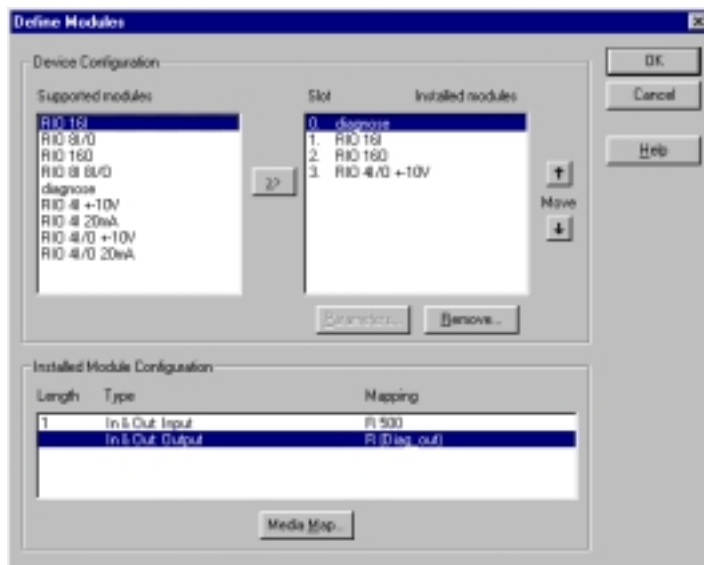 Define Modules
Device Configuration
Supported modules
RIO 16I
RIO 8I/O
RIO 16O
RIO 8I 8I/O
diagnose
RIO 4I +-10V
RIO 4I 20mA
RIO 4I/O +-10V
RIO 4I/O 20mA
>>
Slot Installed modules
0. diagnose
1. RIO 16I
2. RIO 16O
3. RIO 4I/O +-10V
Move
Parameters...
Remove...
OK
Cancel
Help
Installed Module Configuration
Length Type Mapping
1 In & Out: Input R 500
In & Out: Output R (Diag_out)
Media Map...